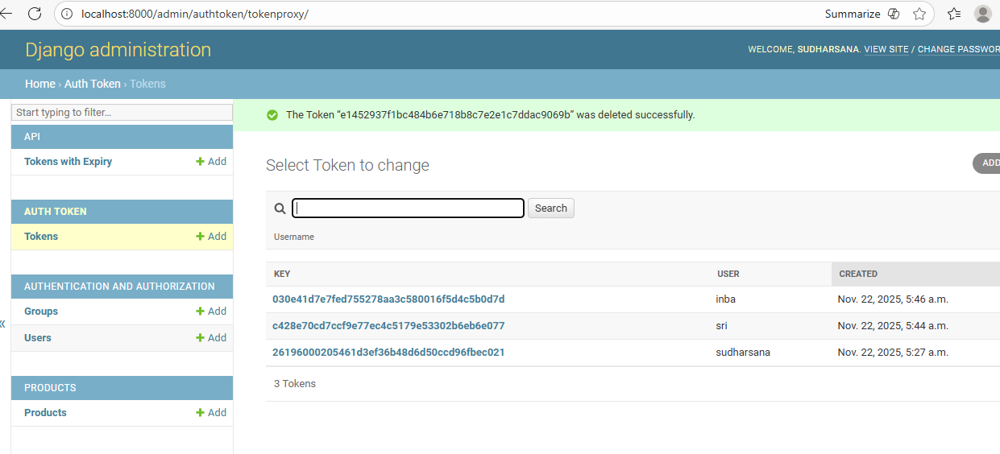 localhost:8000/admin/authtoken/tokenproxy/ Summarize
Django administration
WELCOME, SUDHARSANA. VIEW SITE / CHANGE PASSWOR
Home › Auth Token › Tokens
Start typing to filter...
API
Tokens with Expiry + Add
AUTH TOKEN
Tokens + Add
AUTHENTICATION AND AUTHORIZATION
Groups + Add
Users + Add
PRODUCTS
Products + Add
«
The Token “e1452937f1bc484b6e718b8c7e2e1c7ddac9069b” was deleted successfully.
Select Token to change
ADD
Search
Username
KEY USER CREATED
030e41d7e7fed755278aa3c580016f5d4c5b0d7d inba Nov. 22, 2025, 5:46 a.m.
c428e70cd7ccf9e77ec4c5179e53302b6eb6e077 sri Nov. 22, 2025, 5:44 a.m.
26196000205461d3ef36b48d6d50ccd96fbec021 sudharsana Nov. 22, 2025, 5:27 a.m.
3 Tokens